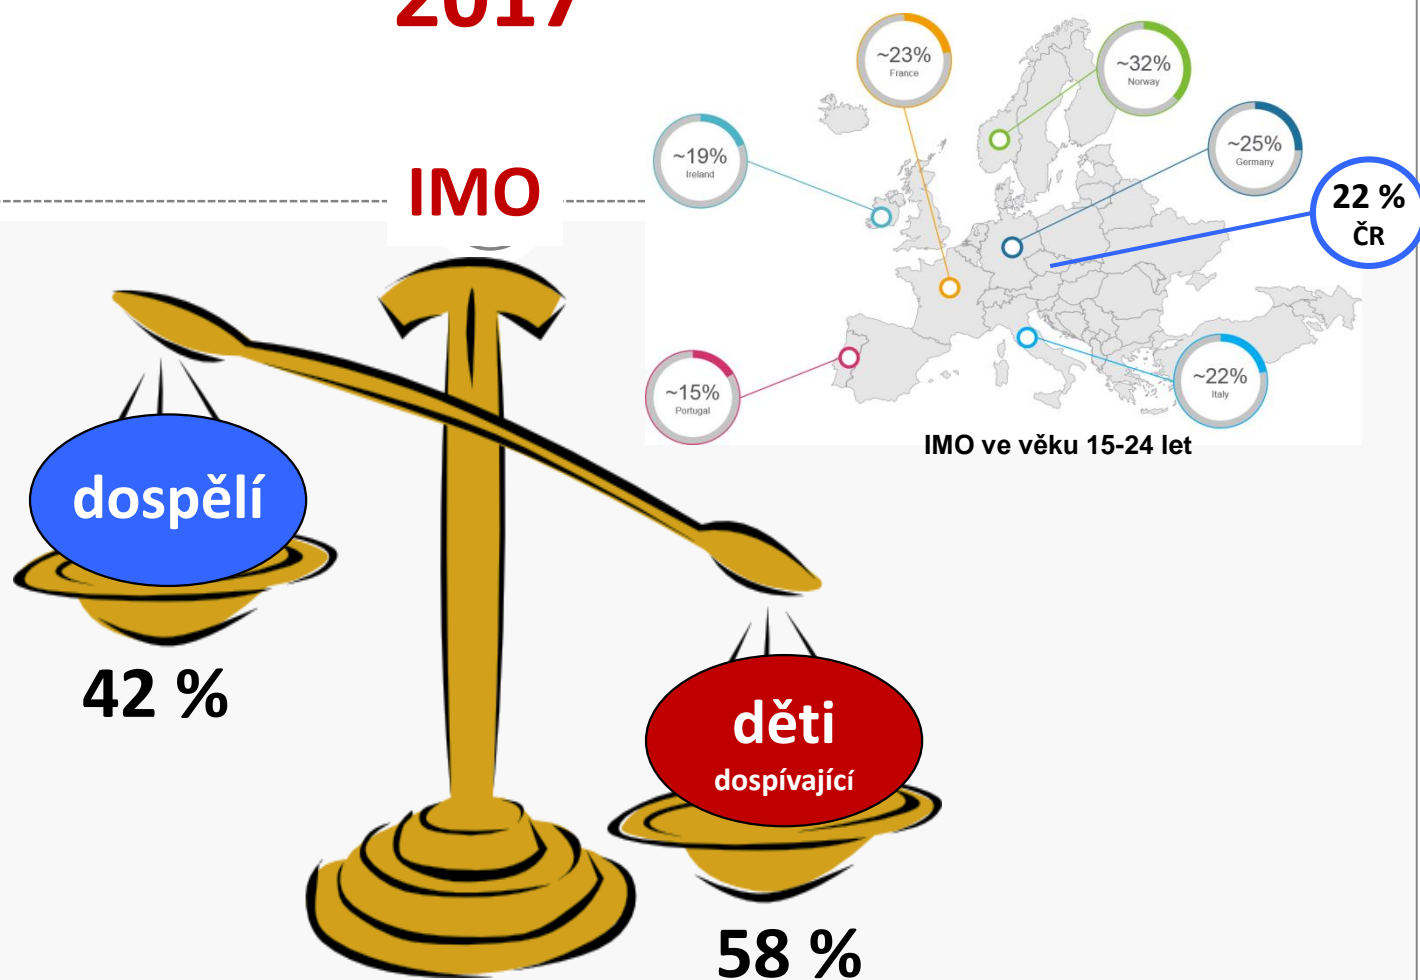 2017
~23%
France
~32%
Norway
~19%
Ireland
~25%
Germany
22 %
ČR
IMO
~15%
Portugal
~22%
Italy
IMO ve věku 15-24 let
dospělí
42 %
děti
dospívající
58 %